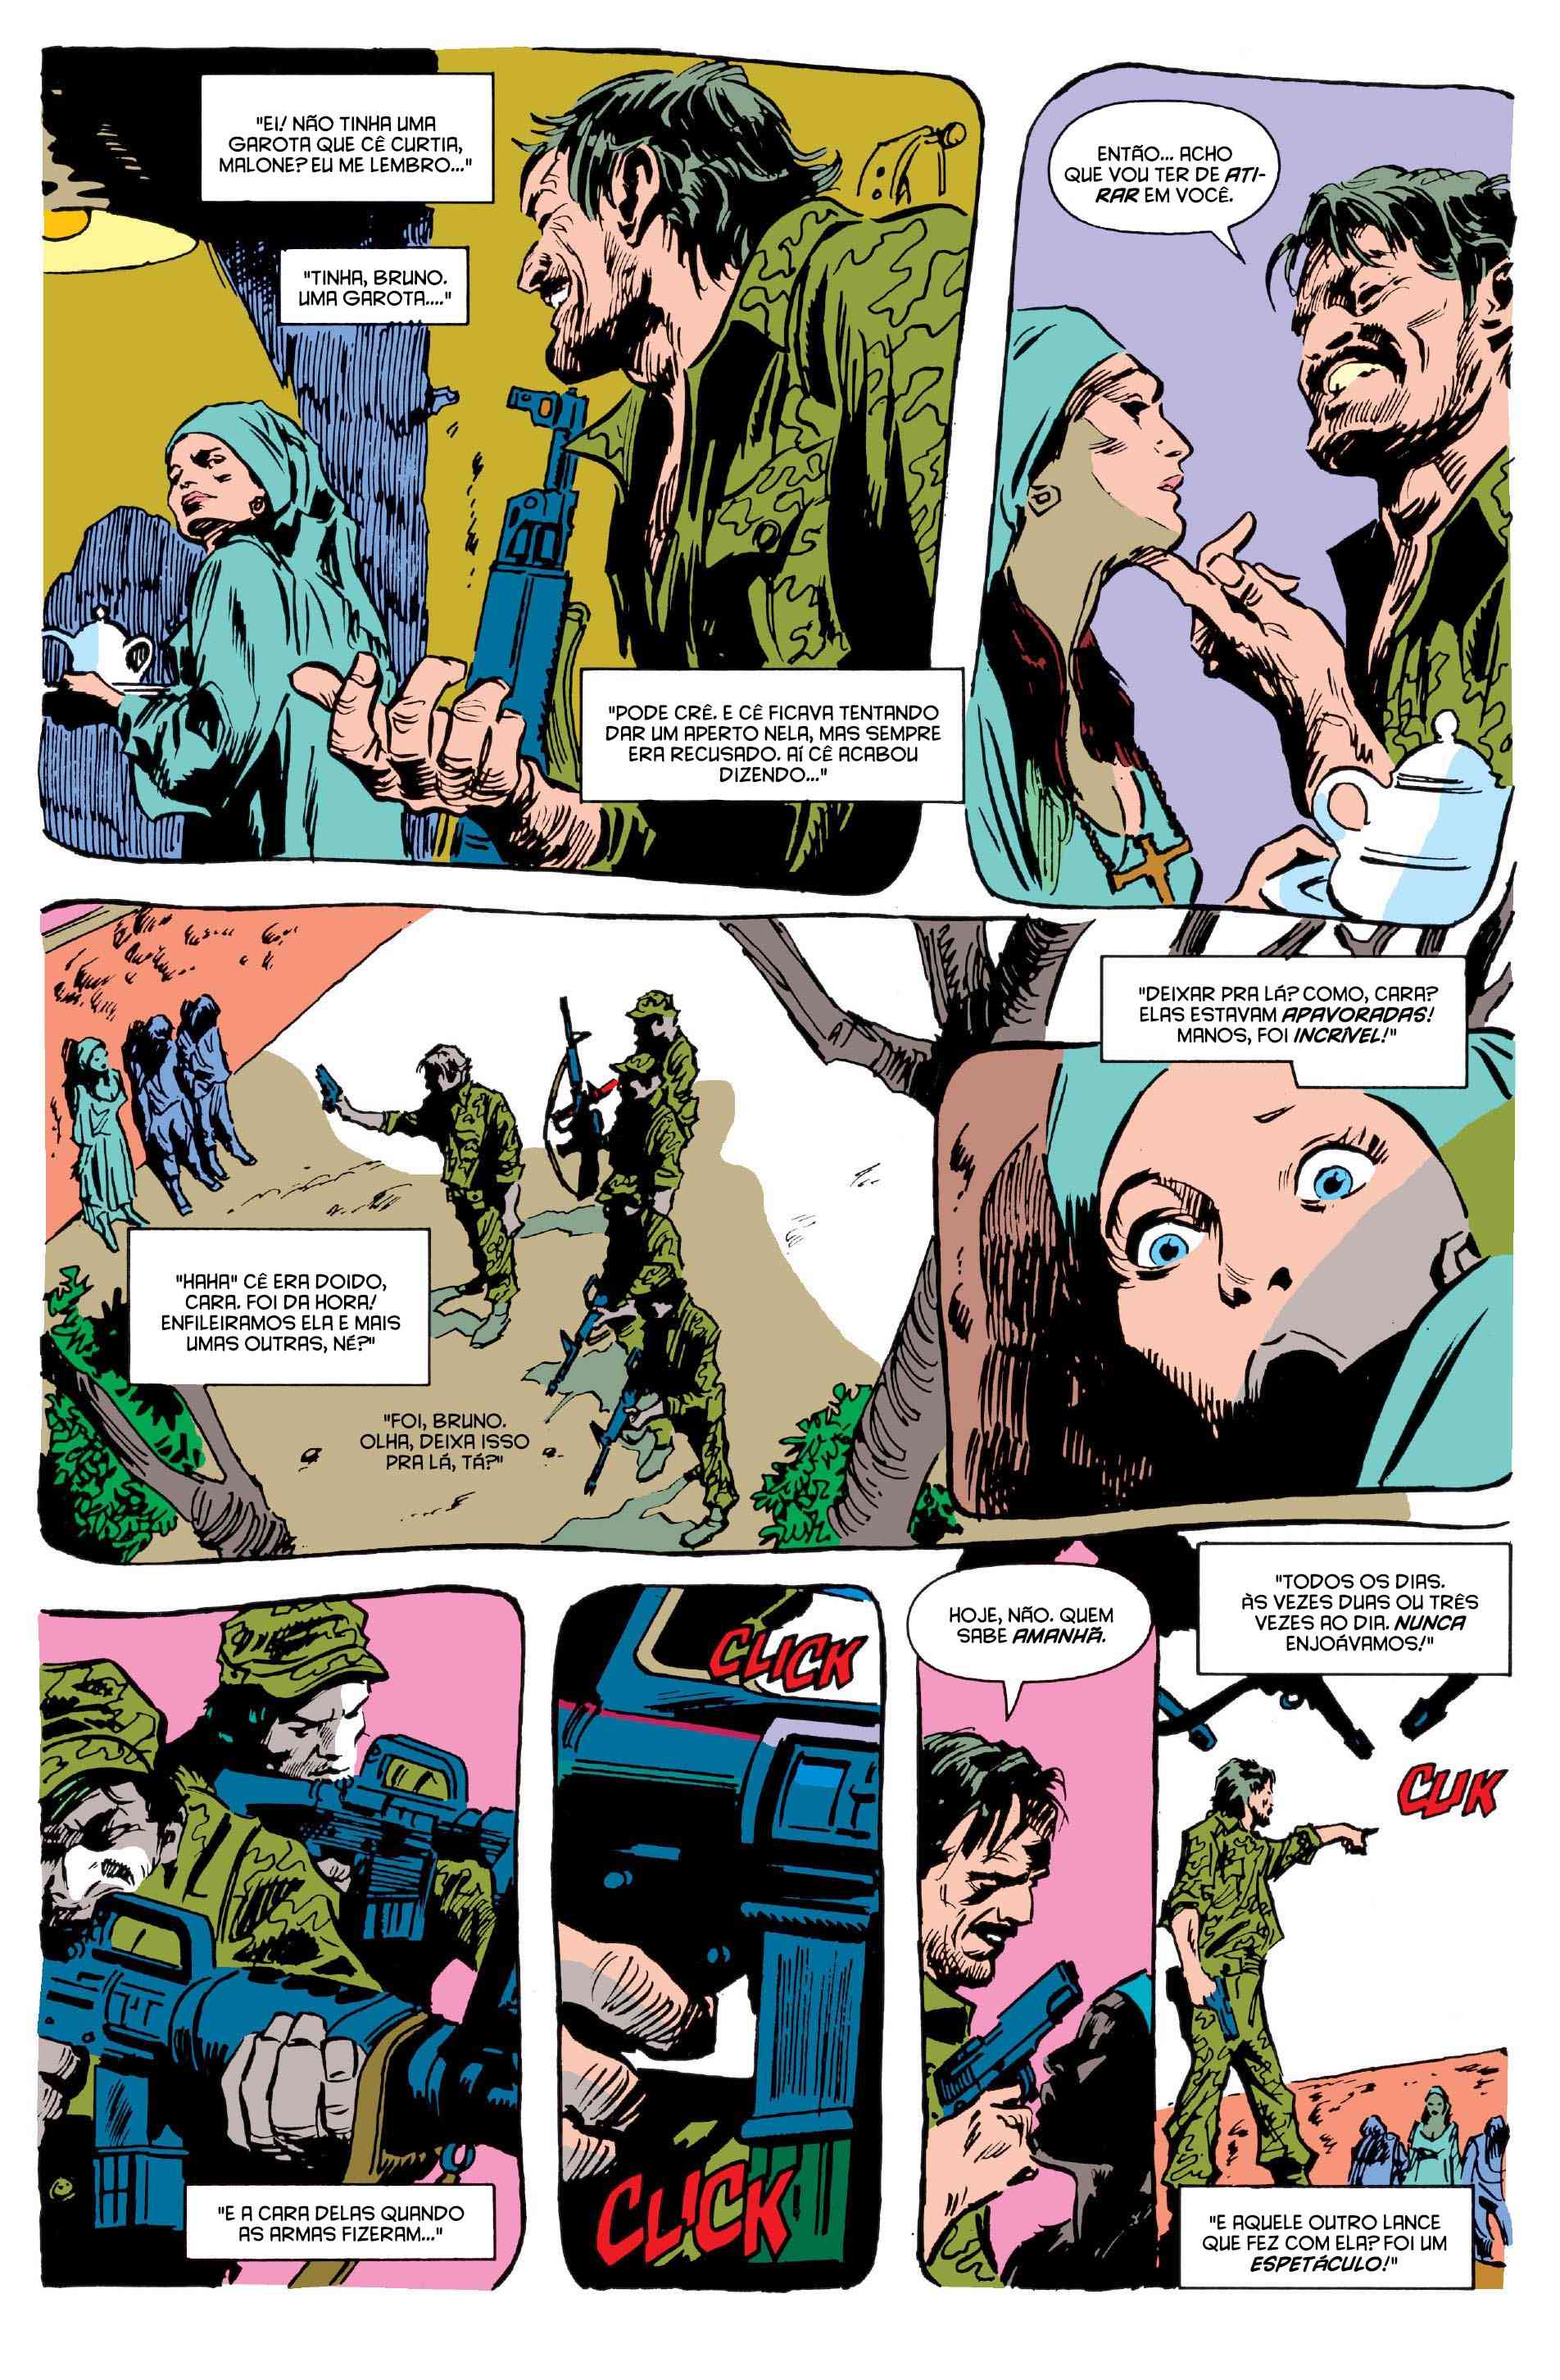 "EI! NÃO TINHA UMA
GAROTA QUE CÊ CURTIA,
MALONE? EU ME LEMBRO..."
"TINHA, BRUNO.
UMA GAROTA...."
"PODE CRÊ. E CÊ FICAVA TENTANDO
DAR UM APERTO NELA, MAS SEMPRE
ERA RECUSADO. AÍ CÊ ACABOU
DIZENDO..."
ENTÃO... ACHO
QUE VOU TER DE ATI-
RAR EM VOCÊ.
"HAHA" CÊ ERA DOIDO,
CARA. FOI DA HORA!
ENFILEIRAMOS ELA E MAIS
UMAS OUTRAS, NÉ?"
"FOI, BRUNO.
OLHA, DEIXA ISSO
PRA LÁ, TÁ?"
"DEIXAR PRA LÁ? COMO, CARA?
ELAS ESTAVAM APAVORADAS!
MANOS, FOI INCRÍVEL!"
"E A CARA DELAS QUANDO
AS ARMAS FIZERAM..."
CLICK
CLICK
HOJE, NÃO. QUEM
SABE AMANHÃ.
"TODOS OS DIAS.
ÀS VEZES DUAS OU TRÊS
VEZES AO DIA. NUNCA
ENJOÁVAMOS!"
CLIK
"E AQUELE OUTRO LANCE
QUE FEZ COM ELA? FOI UM
ESPETÁCULO!"